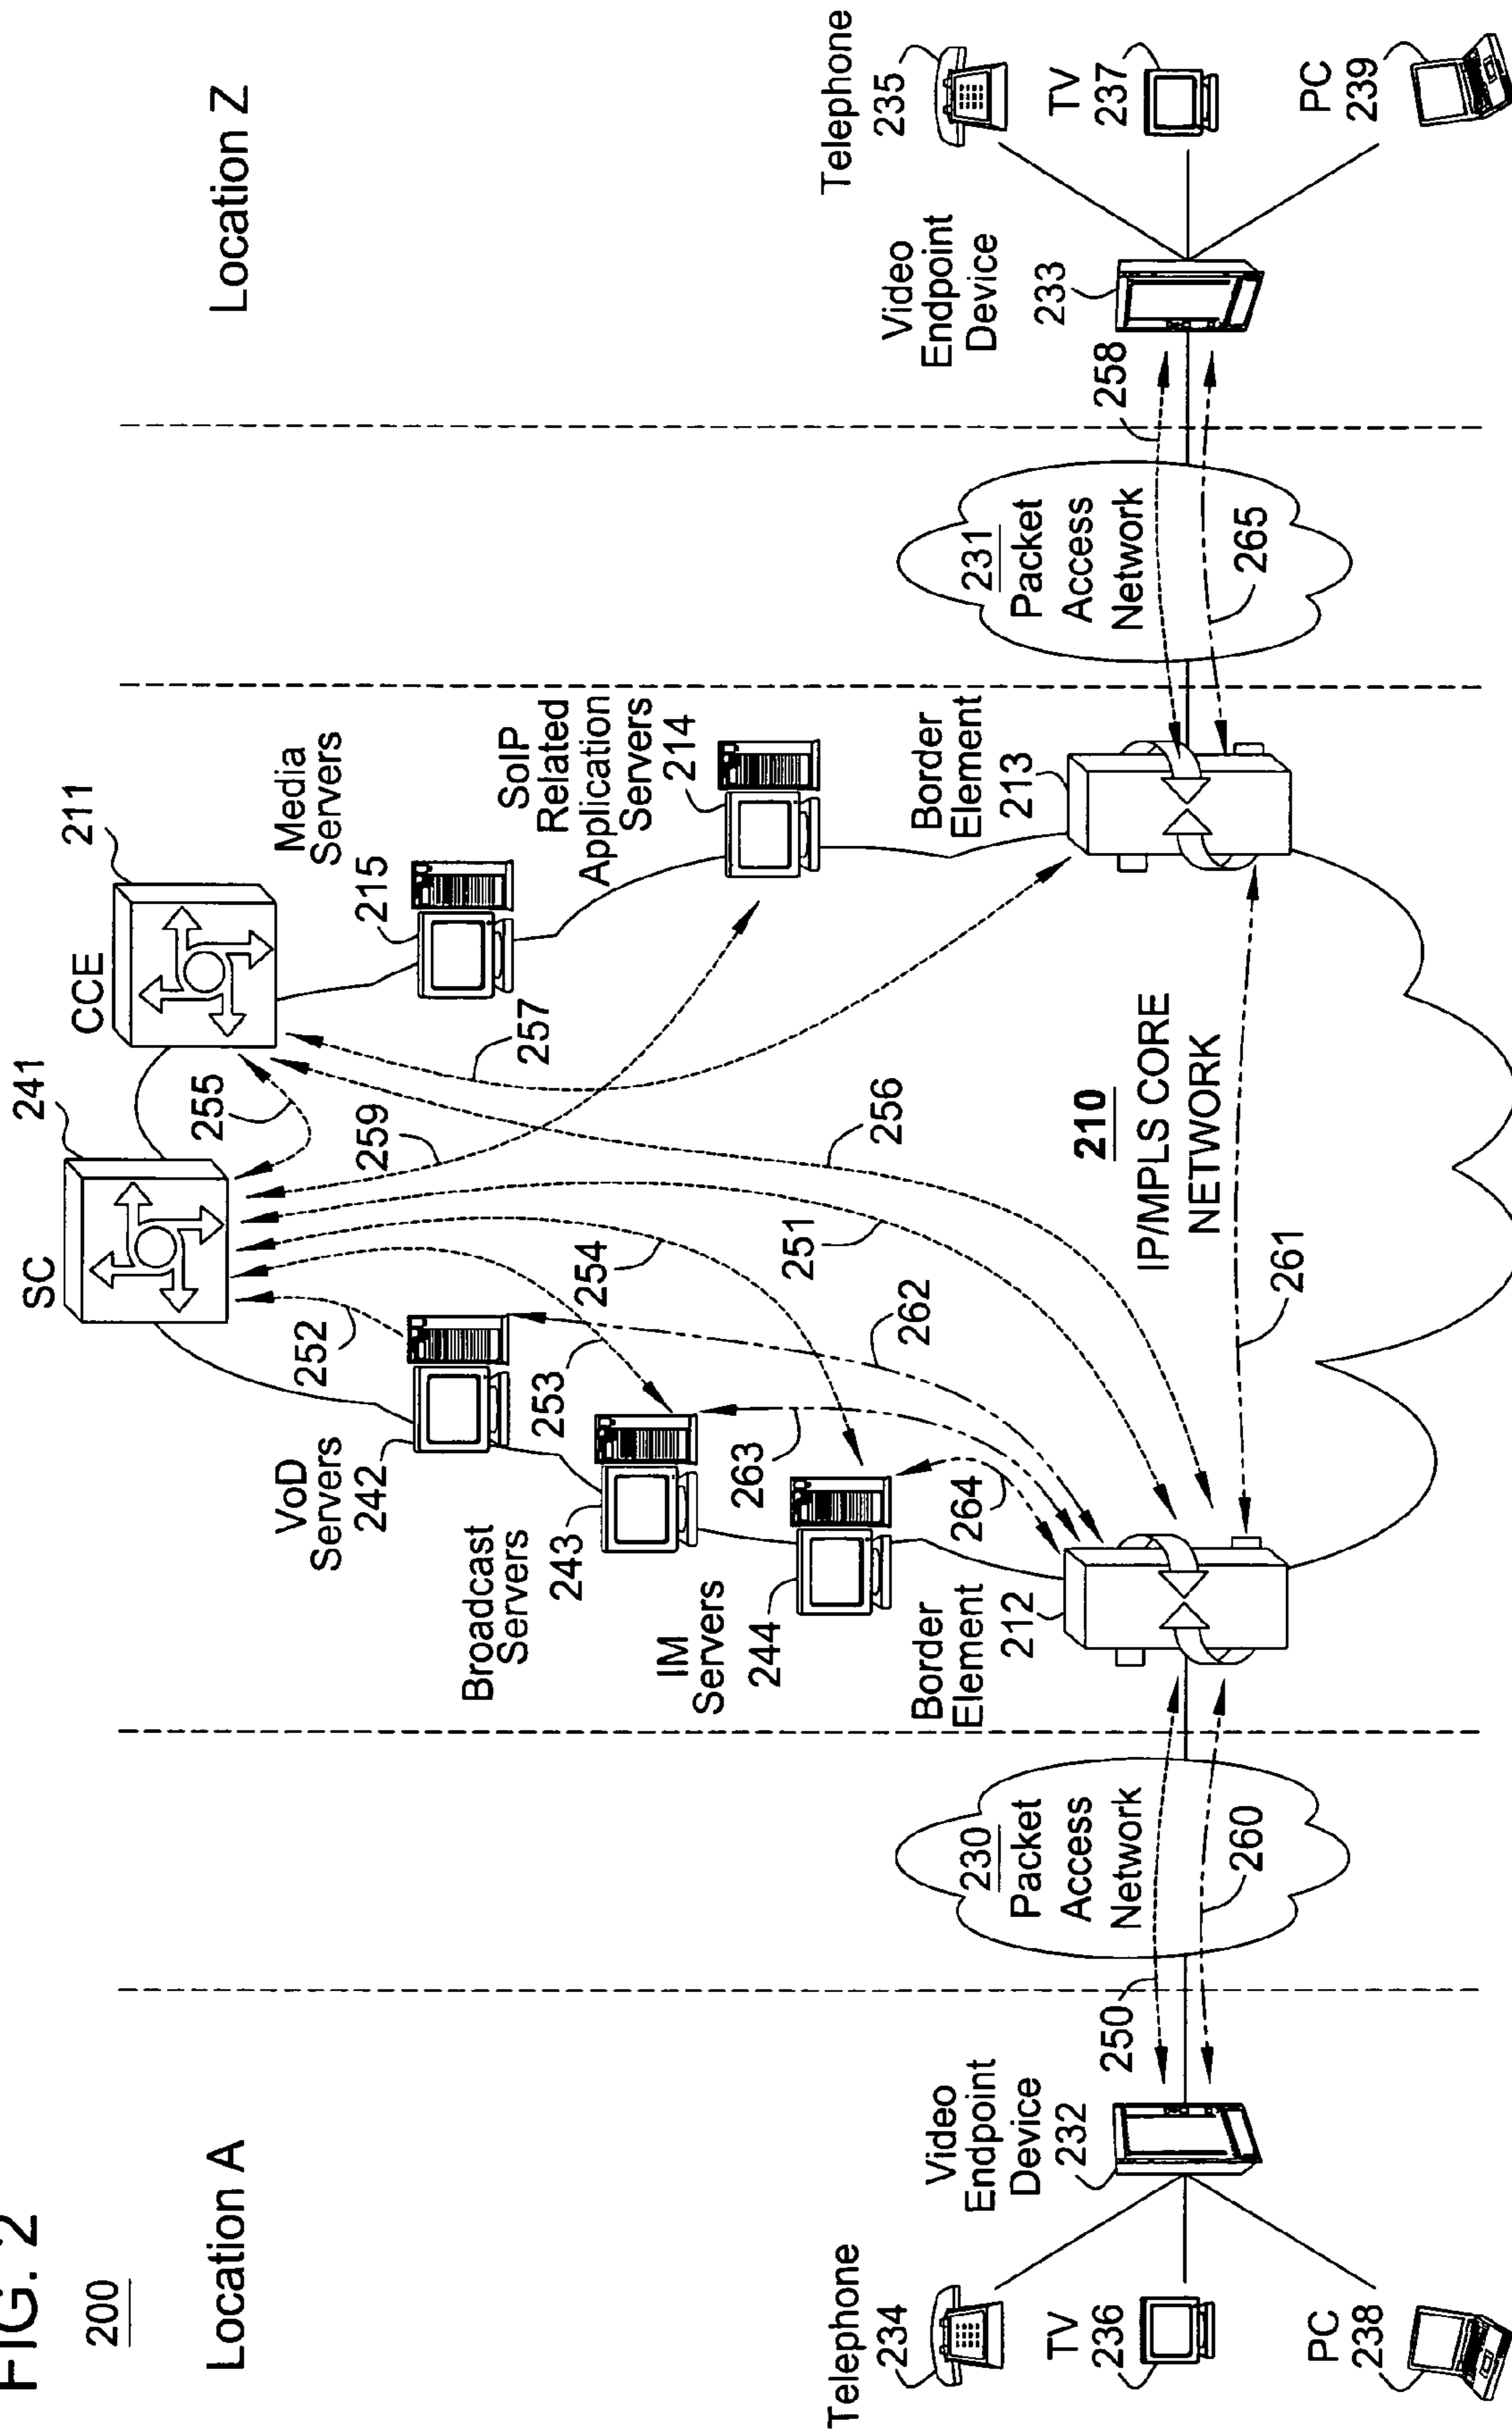 FIG. 2
200
Location A
Location Z
SC
241
CCE
211
255
252
VoD
Servers
242
Media
Servers
215
259
257
253
254
Broadcast
Servers
243
SoIP
Related
Application
Servers
214
263
251
256
262
IM
Servers
244
264
Border
Element
212
Border
Element
213
210
IP/MPLS CORE
NETWORK
261
230
Packet
Access
Network
250
260
231
Packet
Access
Network
258
265
Video
Endpoint
Device
232
Video
Endpoint
Device
233
Telephone
234
TV
236
PC
238
Telephone
235
TV
237
PC
239